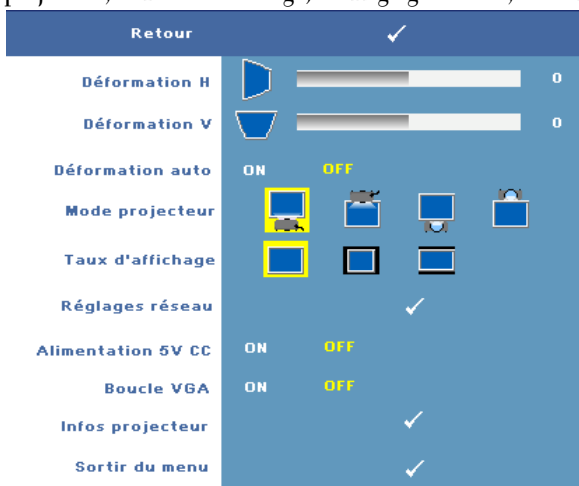 Retour
Déformation H 0
Déformation V 0
Déformation auto ON OFF
Mode projecteur
Taux d'affichage
Réglages réseau
Alimentation 5V CC ON OFF
Boucle VGA ON OFF
Infos projecteur
Sortir du menu